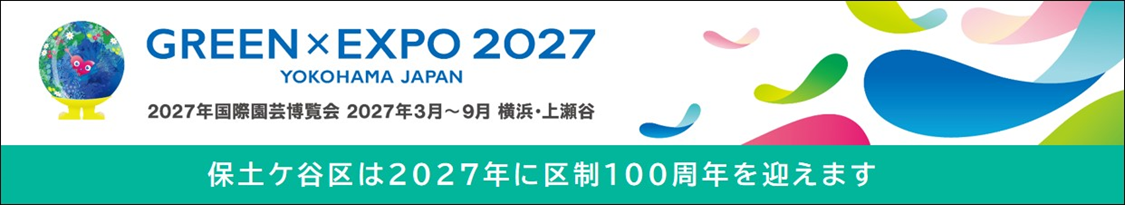 GREEN×EXPO 2027
YOKOHAMA JAPAN
2027年国際園芸博覧会 2027年3月～9月 横浜・上瀬谷
保土ケ谷区は2027年に区制100周年を迎えます